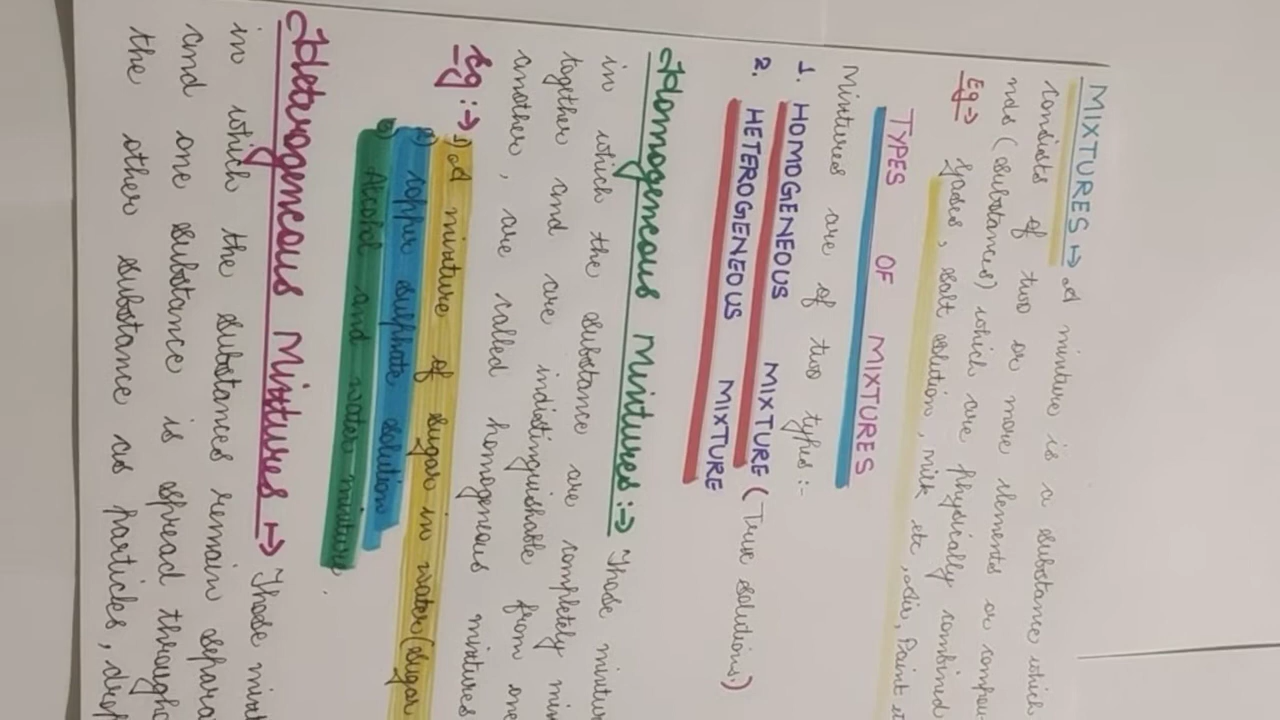 MIXTURES → A mixture is a substance which
consists of two or more elements or compou-
nds (substances) which are physically combined
Eg → Gases, salt solution, milk etc, Air, Paint et
TYPES OF MIXTURES
Mixtures are of two types :-
1. HOMOGENEOUS MIXTURE (True solutions.)
2. HETEROGENEOUS MIXTURE
Homogeneous Mixtures :→ Those mixtur
in which the substance are completely mix
together and are indistinguishable from one
another, are called homogeneous mixtures
Eg :→ 1) A mixture of sugar in water (sugar
2) copper sulphate solution
3) Alcohol and water mixture.
Heterogeneous Mixtures → Those mixt
in which the substances remain separa
and one substance is spread througho
the other substance as particles, drop